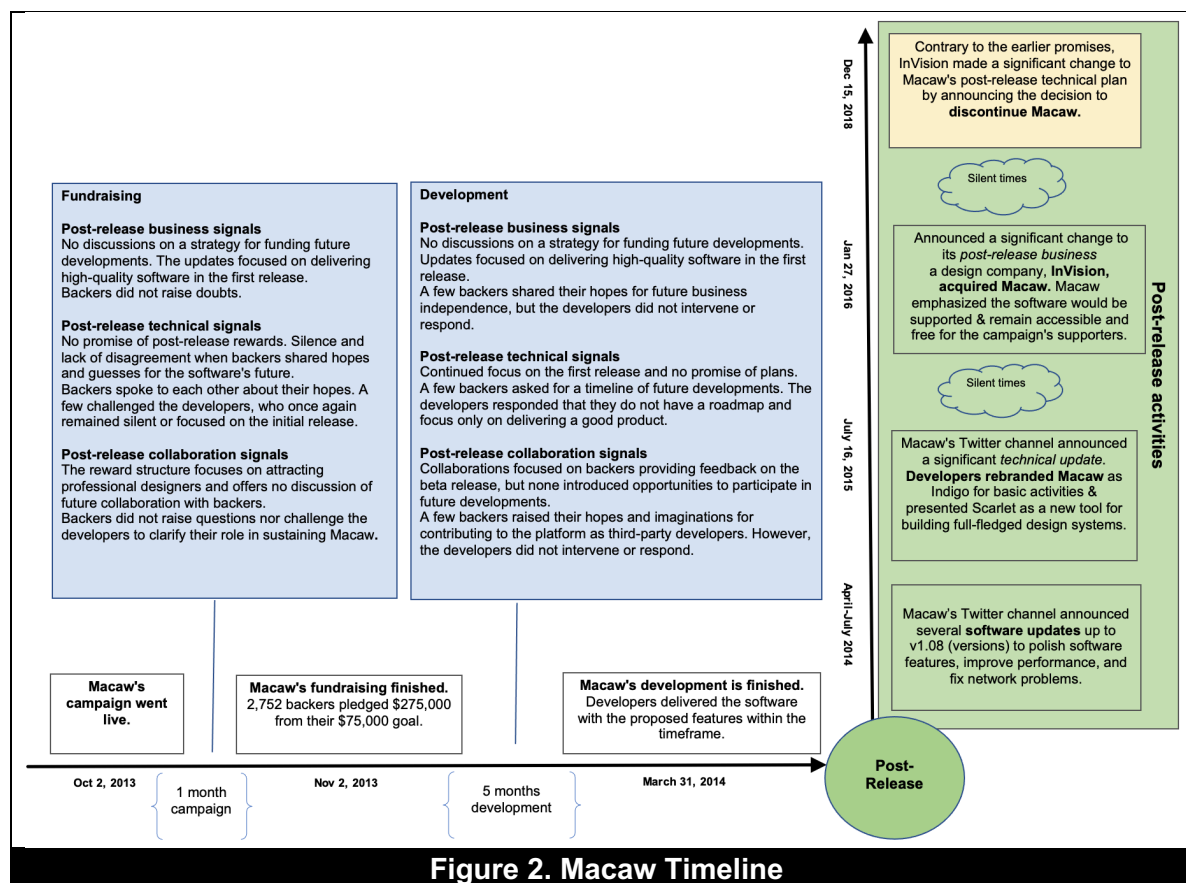 Fundraising
Post-release business signals
No discussions on a strategy for funding future
developments. The updates focused on delivering
high-quality software in the first release.
Backers did not raise doubts.
Post-release technical signals
No promise of post-release rewards. Silence and
lack of disagreement when backers shared hopes
and guesses for the software's future.
Backers spoke to each other about their hopes. A
few challenged the developers, who once again
remained silent or focused on the initial release.
Post-release collaboration signals
The reward structure focuses on attracting
professional designers and offers no discussion of
future collaboration with backers.
Backers did not raise questions nor challenge the
developers to clarify their role in sustaining Macaw.
Development
Post-release business signals
No discussions on a strategy for funding future developments.
Updates focused on delivering high-quality software in the first
release.
A few backers shared their hopes for future business
independence, but the developers did not intervene or
respond.
Post-release technical signals
Continued focus on the first release and no promise of plans.
A few backers asked for a timeline of future developments. The
developers responded that they do not have a roadmap and
focus only on delivering a good product.
Post-release collaboration signals
Collaborations focused on backers providing feedback on the
beta release, but none introduced opportunities to participate in
future developments.
A few backers raised their hopes and imaginations for
contributing to the platform as third-party developers. However,
the developers did not intervene or respond.
Macaw's
campaign went
live.
Macaw's fundraising finished.
2,752 backers pledged $275,000
from their $75,000 goal.
Macaw's development is finished.
Developers delivered the software
with the proposed features within the
timeframe.
Oct 2, 2013
1 month
campaign
Nov 2, 2013
5 months
development
March 31, 2014
Post-
Release
Dec 15, 2018
Contrary to the earlier promises,
InVision made a significant change to
Macaw's post-release technical plan
by announcing the decision to
discontinue Macaw.
Silent times
Jan 27, 2016
Announced a significant change to
its post-release business
a design company, InVision,
acquired Macaw. Macaw
emphasized the software would be
supported & remain accessible and
free for the campaign's supporters.
Silent times
July 16, 2015
Macaw's Twitter channel announced
a significant technical update.
Developers rebranded Macaw as
Indigo for basic activities &
presented Scarlet as a new tool for
building full-fledged design systems.
April-July 2014
Macaw's Twitter channel announced
several software updates up to
v1.08 (versions) to polish software
features, improve performance, and
fix network problems.
Post-release activities
Figure 2. Macaw Timeline